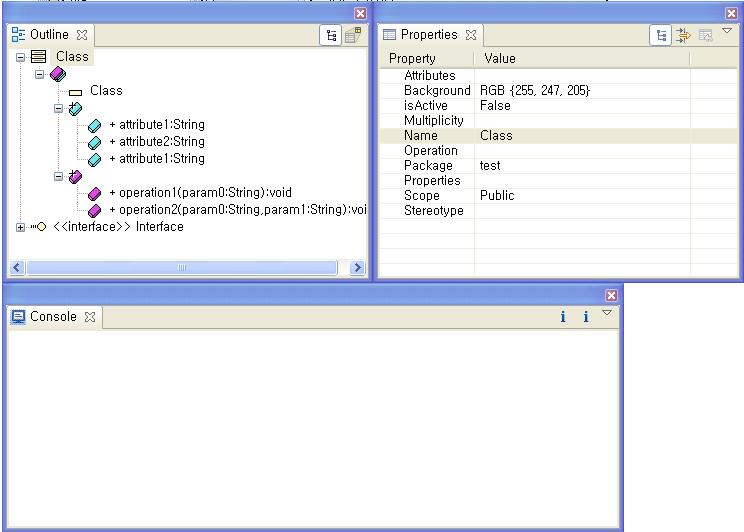 Outline
Class
Class
+ attribute1:String
+ attribute2:String
+ attribute1:String
+ operation1(param0:String):void
+ operation2(param0:String,param1:String):voi
<<interface>> Interface
Properties
Property Value
Attributes
Background RGB {255, 247, 205}
isActive False
Multiplicity
Name Class
Operation
Package test
Properties
Scope Public
Stereotype
Console